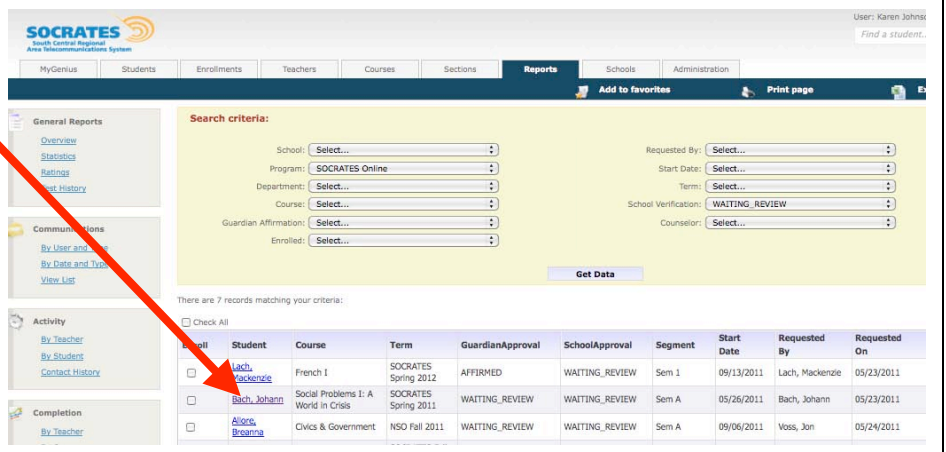 User: Karen Johnso
SOCRATES
South Central Regional
Area Telecommunications System
Find a student..
MyGenius Students Enrollments Teachers Courses Sections Reports Schools Administration
Add to favorites Print page Ex
General Reports
Overview
Statistics
Ratings
Test History
Communications
By User and Type
By Date and Type
View List
Activity
By Teacher
By Student
Contact History
Completion
By Teacher
Search criteria:
School: Select... Requested By: Select...
Program: SOCRATES Online Start Date: Select...
Department: Select... Term: Select...
Course: Select... School Verification: WAITING_REVIEW
Guardian Affirmation: Select... Counselor: Select...
Enrolled: Select...
Get Data
There are 7 records matching your criteria:
Check All
Enroll Student Course Term GuardianApproval SchoolApproval Segment Start Date Requested By Requested On
Lach, Mackenzie French I SOCRATES Spring 2012 AFFIRMED WAITING_REVIEW Sem 1 09/13/2011 Lach, Mackenzie 05/23/2011
Bach, Johann Social Problems I: A World in Crisis SOCRATES Spring 2011 WAITING_REVIEW WAITING_REVIEW Sem A 05/26/2011 Bach, Johann 05/23/2011
Allore, Breanna Civics & Government NSO Fall 2011 WAITING_REVIEW WAITING_REVIEW Sem A 09/06/2011 Voss, Jon 05/24/2011